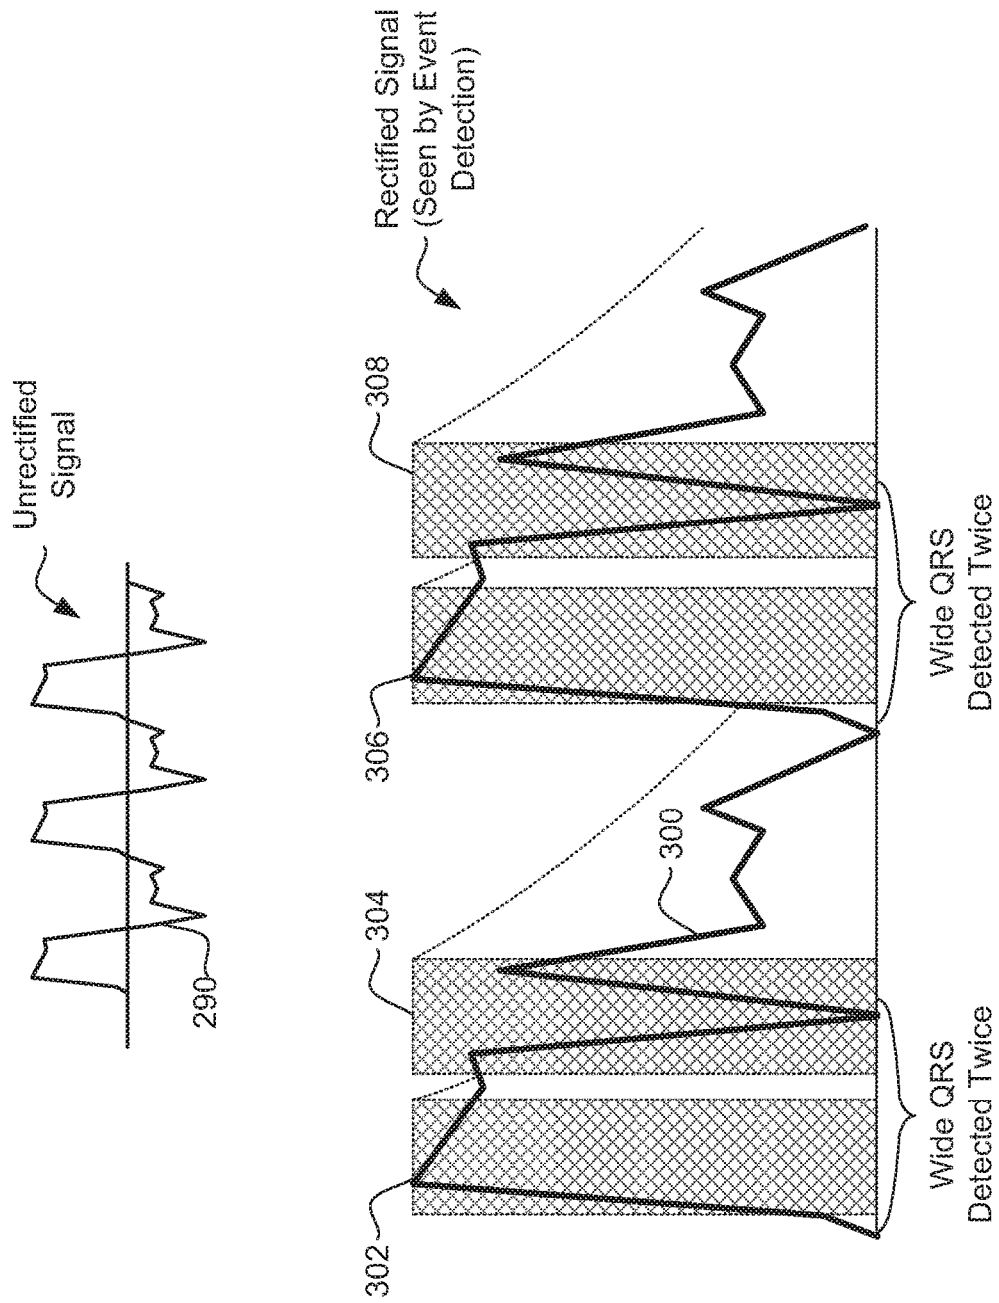 Unrectified
Signal
290
Rectified Signal
(Seen by Event
Detection)
302
304
306
308
300
Wide QRS
Detected Twice
Wide QRS
Detected Twice